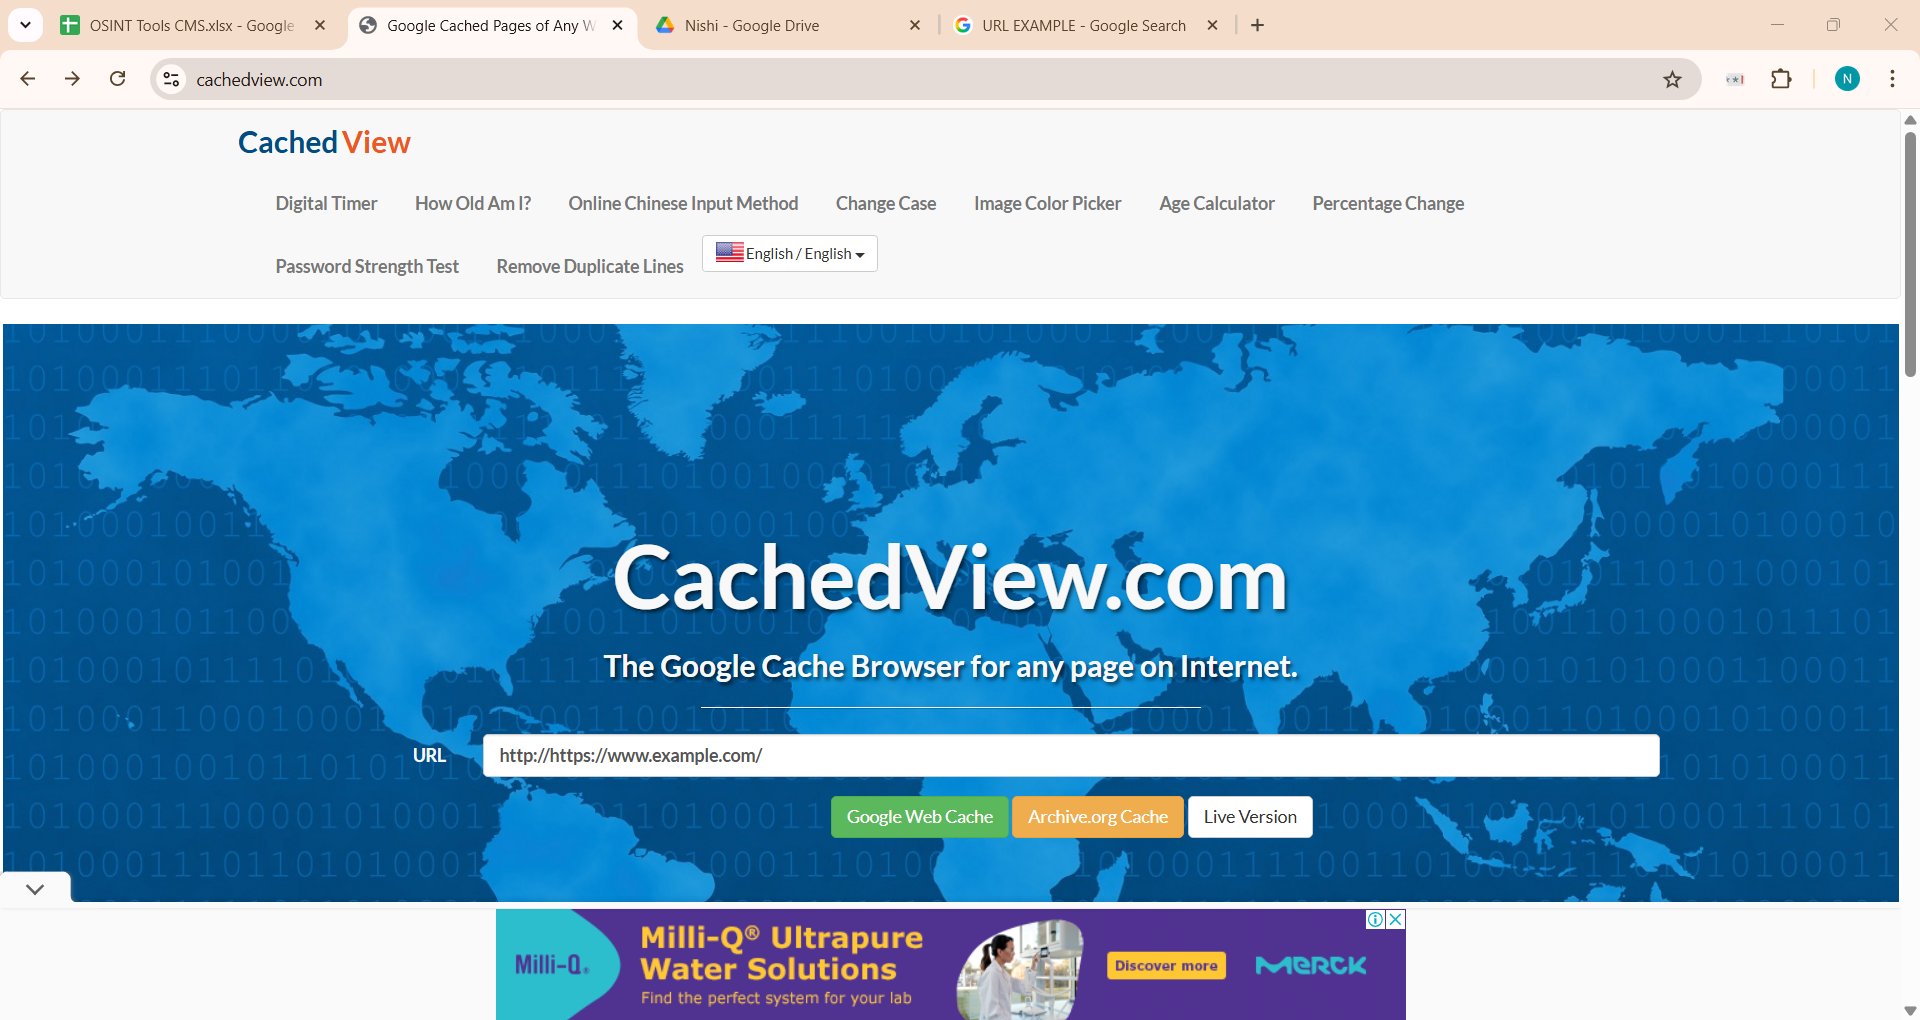 OSINT Tools CMS.xlsx - Google
Google Cached Pages of Any W
Nishi - Google Drive
URL EXAMPLE - Google Search
cachedview.com
N
Cached View
Digital Timer
How Old Am I?
Online Chinese Input Method
Change Case
Image Color Picker
Age Calculator
Percentage Change
Password Strength Test
Remove Duplicate Lines
English / English
CachedView.com
The Google Cache Browser for any page on Internet.
URL
http://https://www.example.com/
Google Web Cache
Archive.org Cache
Live Version
Milli-Q®
Milli-Q® Ultrapure
Water Solutions
Find the perfect system for your lab
Discover more
MERCK